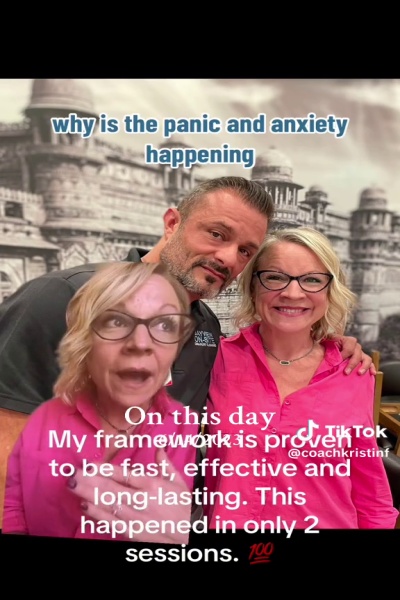 why is the panic and anxiety
happening
On this day
My framework is proven
to be fast, effective and
long-lasting. This
happened in only 2
sessions. 💯
TikTok
@coachkristinf